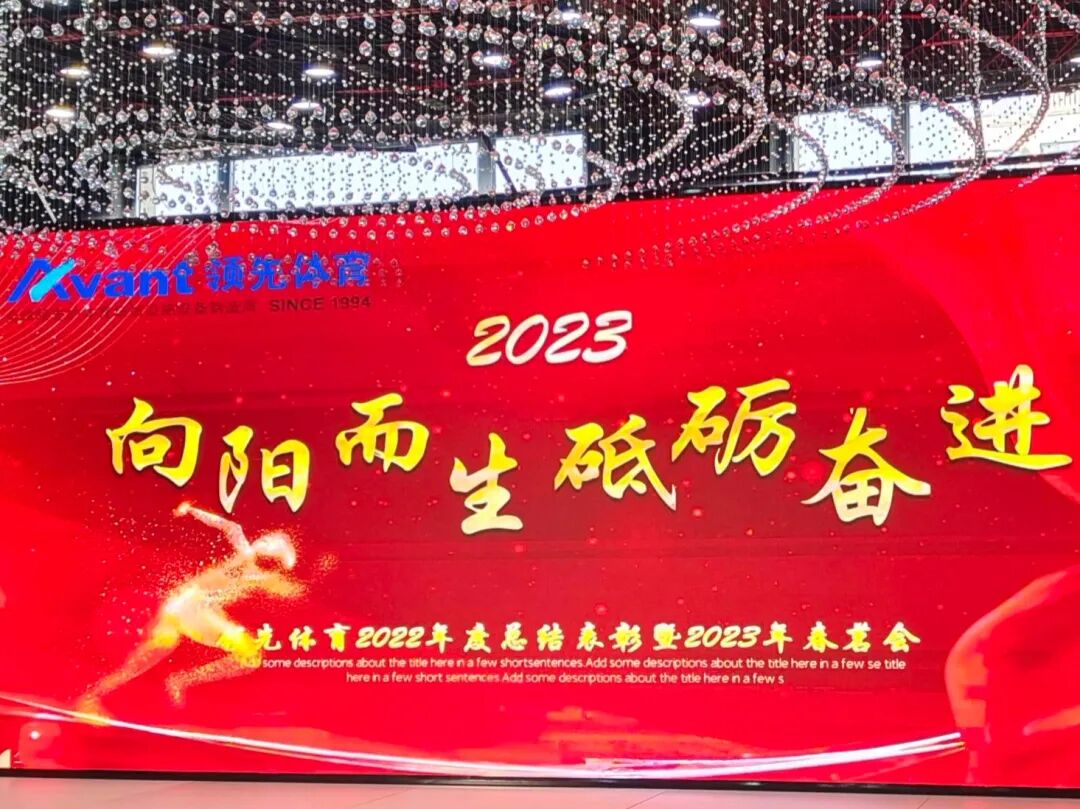 Avant 领先体育
SINCE 1994
2023
向阳而生砥砺奋进
领先体育2022年度总结表彰暨2023年春茗会
Add some descriptions about the title here in a few shortsentences.Add some descriptions about the title here in a few se title
here in a few short sentences.Add some descriptions about the title here in a few s